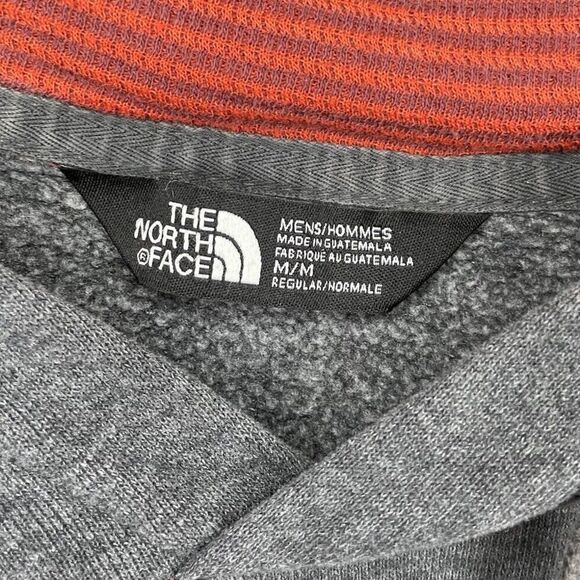 THE
NORTH
®FACE
MENS/HOMMES
MADE IN GUATEMALA
FABRIQUE AU GUATEMALA
M/M
REGULAR/NORMALE